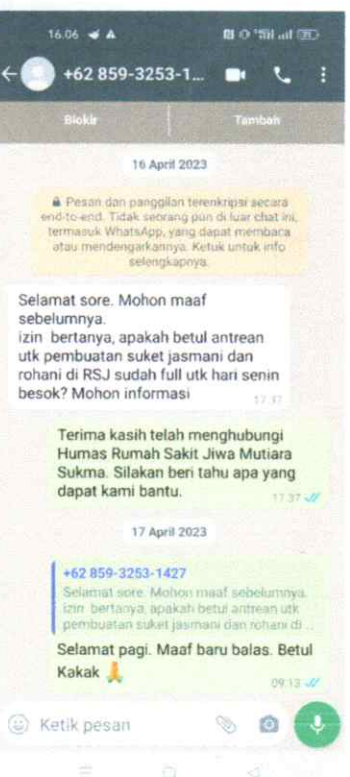 16.06
+62 859-3253-1...
Blokir
Tambah
16 April 2023
Pesan dan panggilan terenkripsi secara
end-to-end. Tidak seorang pun di luar chat ini,
termasuk WhatsApp, yang dapat membaca
atau mendengarkannya. Ketuk untuk info
selengkapnya.
Selamat sore. Mohon maaf
sebelumnya.
izin bertanya, apakah betul antrean
utk pembuatan suket jasmani dan
rohani di RSJ sudah full utk hari senin
besok? Mohon informasi
17.37
Terima kasih telah menghubungi
Humas Rumah Sakit Jiwa Mutiara
Sukma. Silakan beri tahu apa yang
dapat kami bantu.
17.37
17 April 2023
+62 859-3253-1427
Selamat sore. Mohon maaf sebelumnya.
izin bertanya, apakah betul antrean utk
pembuatan suket jasmani dan rohani di ...
Selamat pagi. Maaf baru balas. Betul
Kakak 🙏
09.13
Ketik pesan